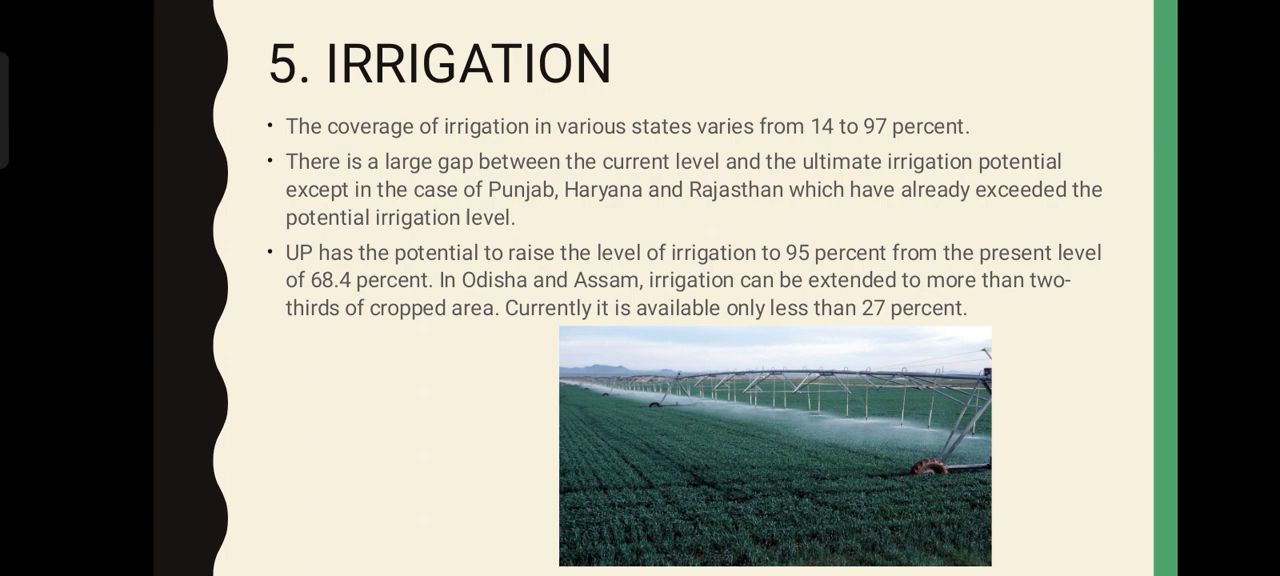 5. IRRIGATION
• The coverage of irrigation in various states varies from 14 to 97 percent.
• There is a large gap between the current level and the ultimate irrigation potential
except in the case of Punjab, Haryana and Rajasthan which have already exceeded the
potential irrigation level.
• UP has the potential to raise the level of irrigation to 95 percent from the present level
of 68.4 percent. In Odisha and Assam, irrigation can be extended to more than two-
thirds of cropped area. Currently it is available only less than 27 percent.